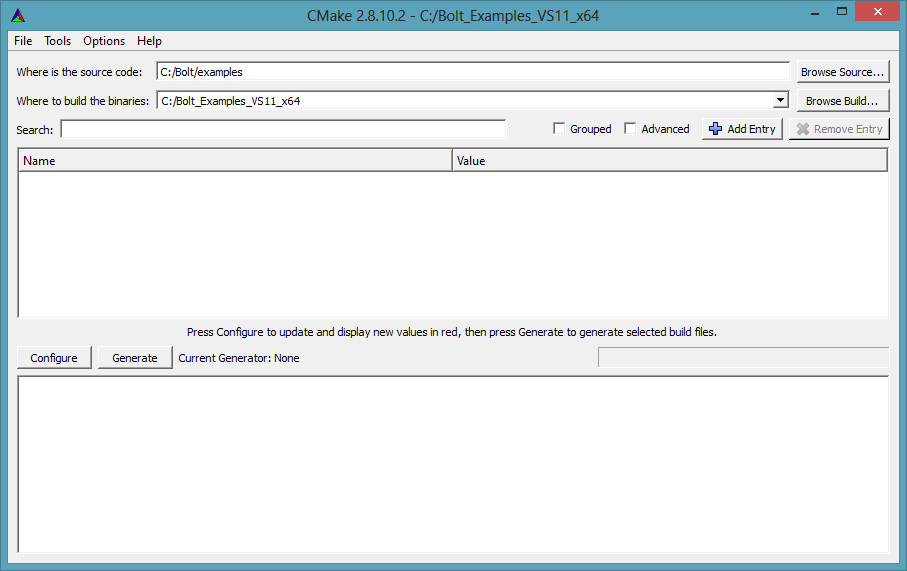 CMake 2.8.10.2 - C:/Bolt_Examples_VS11_x64
File Tools Options Help
Where is the source code: C:/Bolt/examples Browse Source...
Where to build the binaries: C:/Bolt_Examples_VS11_x64 Browse Build...
Search: Grouped Advanced Add Entry Remove Entry
Name Value
Press Configure to update and display new values in red, then press Generate to generate selected build files.
Configure Generate Current Generator: None